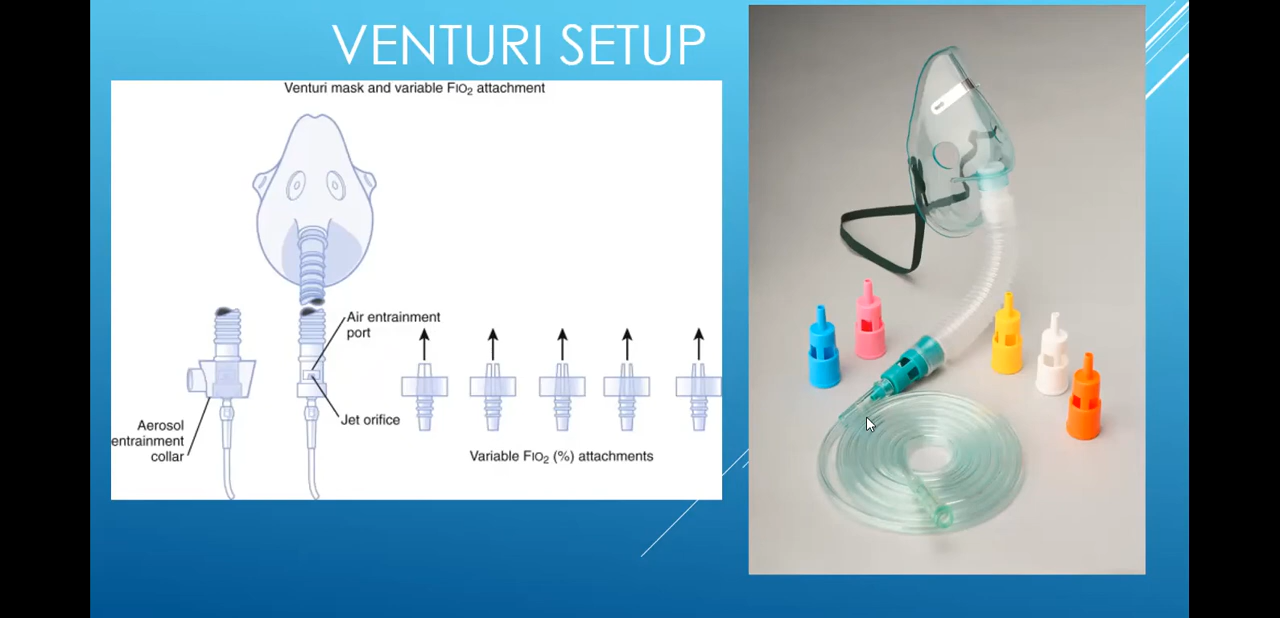 VENTURI SETUP
Venturi mask and variable FIO₂ attachment
Air entrainment
port
Jet orifice
Aerosol
entrainment
collar
Variable FIO₂ (%) attachments